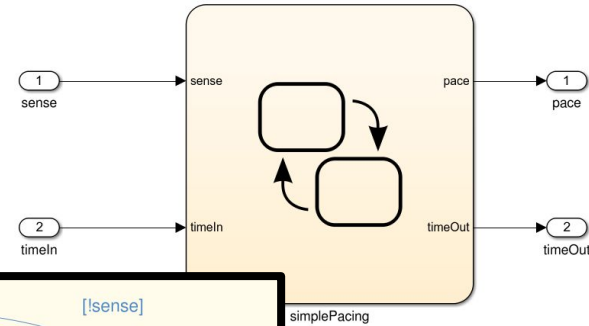 1
sense
sense
pace
1
pace
2
timeIn
timeIn
timeOut
2
timeOut
[!sense]
simplePacing